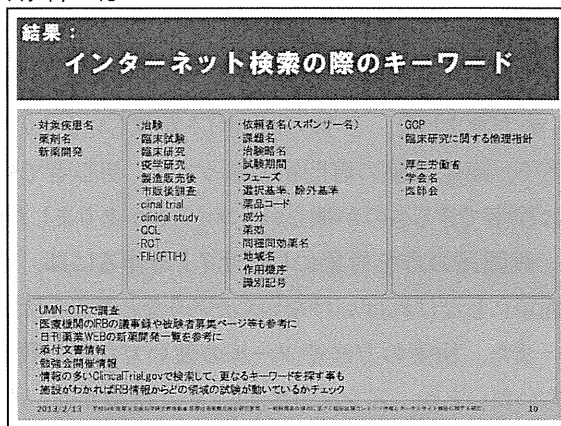 結果：
インターネット検索の際のキーワード
・対象疾患名
・薬剤名
新薬開発
・治験
・臨床試験
・臨床研究
・疫学研究
・製造販売後
・市販後調査
・cinal trial
・clinical study
・GCL
・RCT
・FIH(FTIH)
・依頼者名(スポンサー名)
・課題名
・治験略名
・試験期間
・フェーズ
・選択基準、除外基準
・薬品コード
・成分
・薬効
・同種同効薬名
・地域名
・作用機序
・識別記号
・GCP
・臨床研究に関する倫理指針
・厚生労働省
・学会名
・医師会
・UMIN-CTRで調査
・医療機関のIRBの議事録や被験者募集ページ等も参考に
・日刊薬業WEBの新薬開発一覧を参考に
・添付文書情報
・勉強会開催情報
・情報の多いClinicalTrial.govで検索して、更なるキーワードを探す事も
・施設がわかればIRB情報からどの領域の試験が動いているかチェック
2013/2/13
10